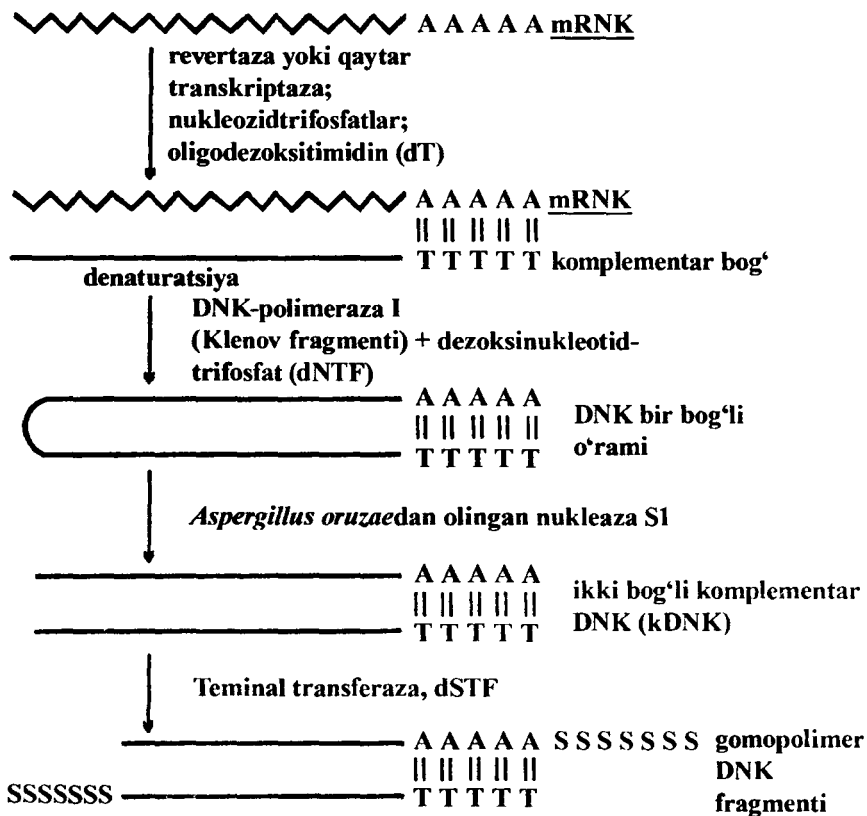 A A A A A mRNK
revertaza yoki qaytar
transkriptaza;
nukleozidtrifosfatlar;
oligodezoksitimidin (dT)
A A A A A mRNK
T T T T T komplementar bog‘
denaturatsiya
DNK-polimeraza I
(Klenov fragmenti) + dezoksinukleotid-
trifosfat (dNTF)
A A A A A
DNK bir bog‘li
o‘rami
T T T T T
Aspergillus oruzaedan olingan nukleaza S1
A A A A A
ikki bog‘li komplementar
DNK (kDNK)
T T T T T
Teminal transferaza, dSTF
A A A A A S S S S S S S gomopolimer
DNK
SSSSSSS T T T T T fragmenti